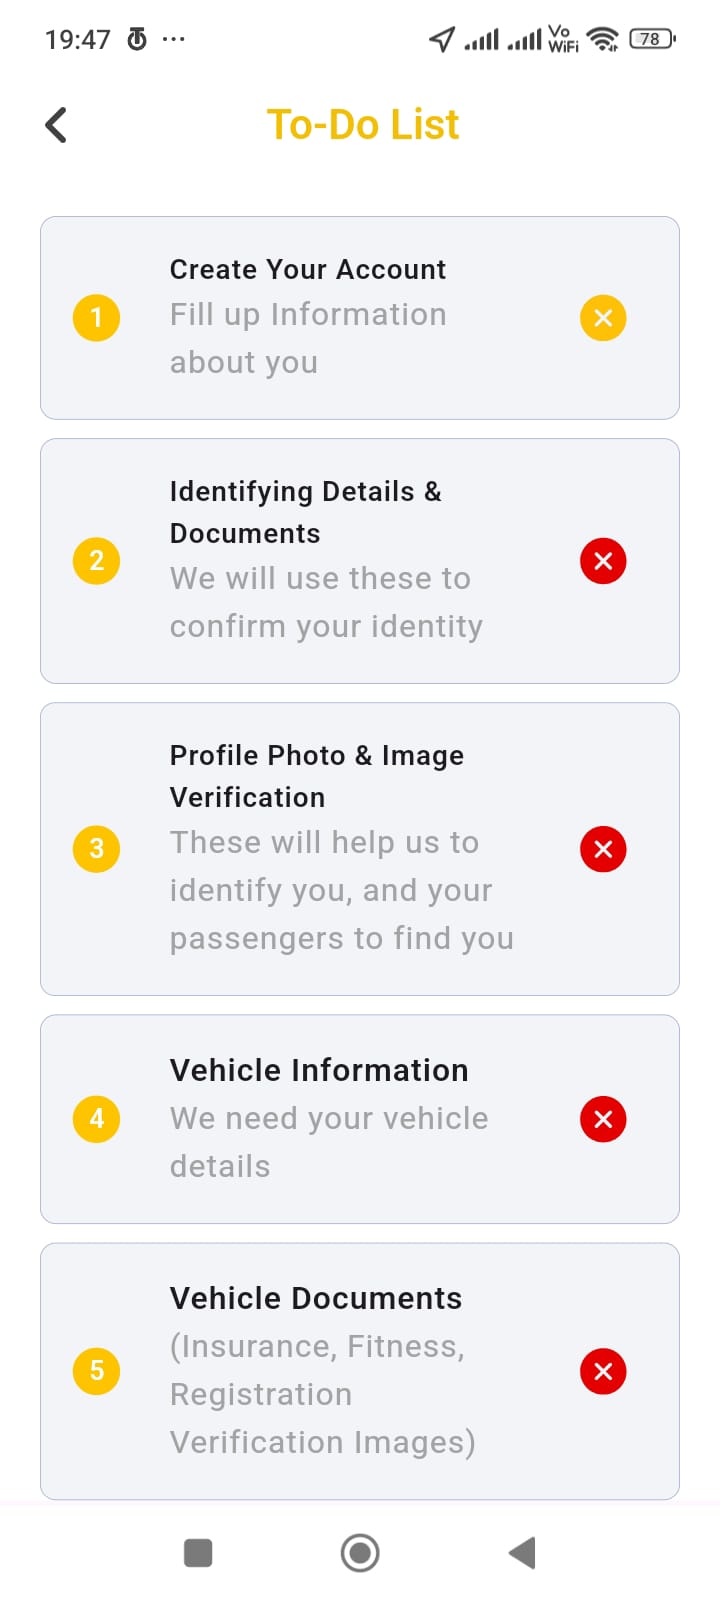 19:47
Vo
WiFi
78
To-Do List
Create Your Account
1
Fill up Information
about you
Identifying Details &
Documents
2
We will use these to
confirm your identity
Profile Photo & Image
Verification
3
These will help us to
identify you, and your
passengers to find you
Vehicle Information
4
We need your vehicle
details
Vehicle Documents
(Insurance, Fitness,
5
Registration
Verification Images)